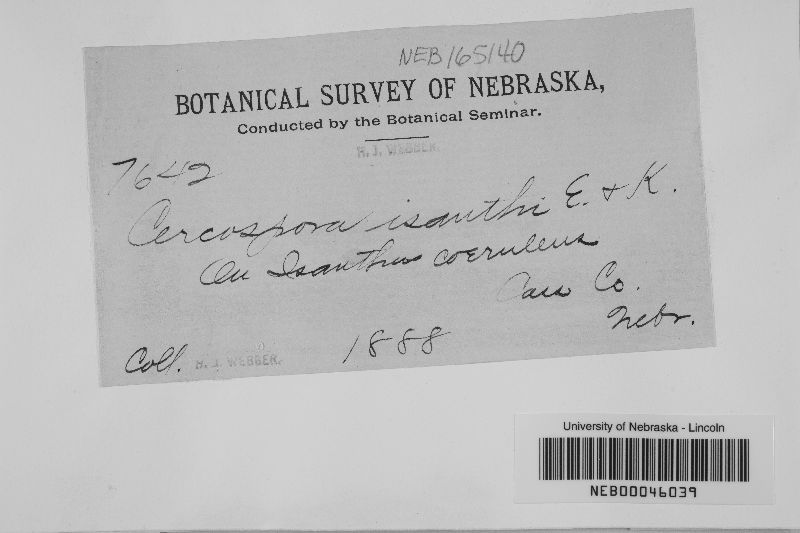 NEB165140
BOTANICAL SURVEY OF NEBRASKA,
Conducted by the Botanical Seminar.
H. J. WEBBER.
7642
Cercospora isanthi E. & K.
On Isanthus coeruleus
Cass Co.
Nebr.
Coll. H. J. WEBBER. 1888
University of Nebraska - Lincoln
NEB00046039